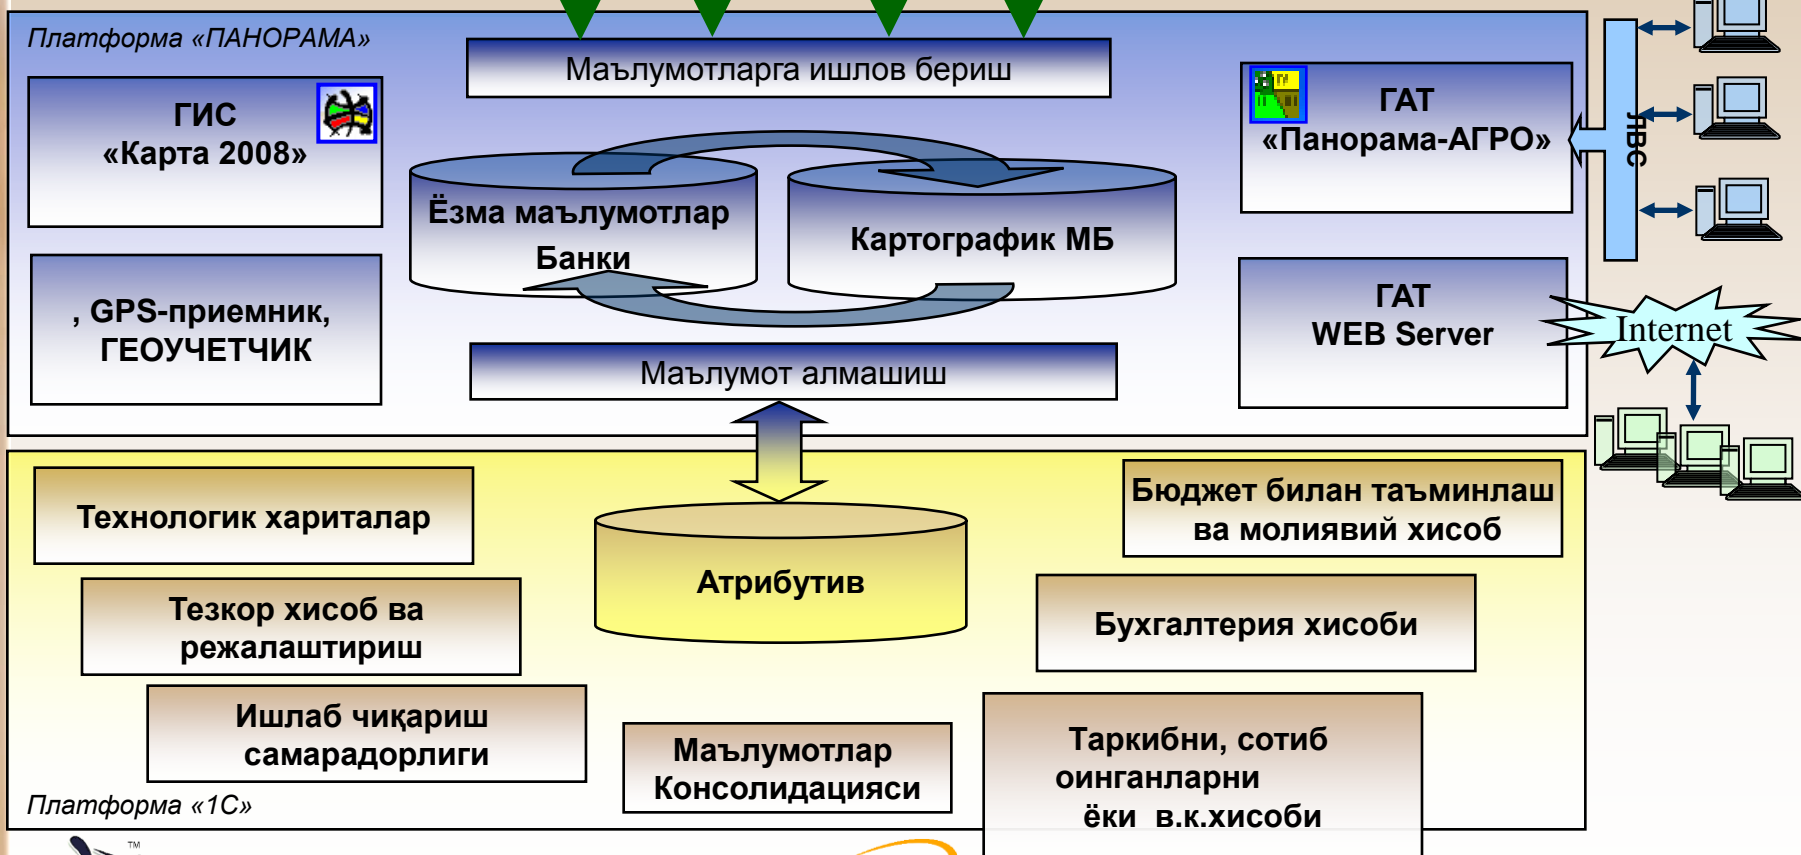 Платформа «ПАНОРАМА»
Маълумотларга ишлов бериш
ГИС
«Карта 2008»
ГАТ
«Панорама-АГРО»
ЛВС
Ёзма маълумотлар
Банки
Картографик МБ
, GPS-приемник,
ГЕОУЧЕТЧИК
ГАТ
WEB Server
Internet
Маълумот алмашиш
Технологик хариталар
Бюджет билан таъминлаш
ва молиявий хисоб
Атрибутив
Тезкор хисоб ва
режалаштириш
Бухгалтерия хисоби
Ишлаб чиқариш
самарадорлиги
Маълумотлар
Консолидацияси
Таркибни, сотиб
оинганларни
ёки в.к.хисоби
Платформа «1С»
TM